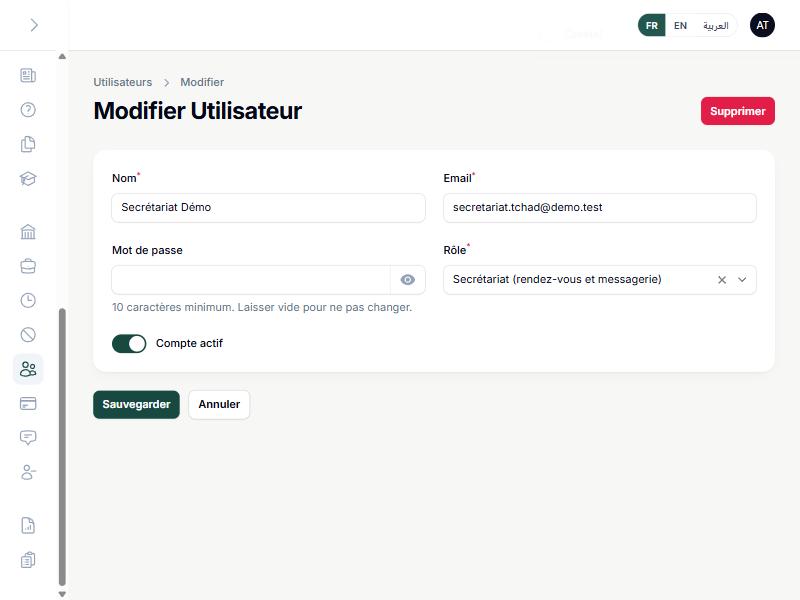 FR EN العربية AT
Utilisateurs > Modifier
Modifier Utilisateur
Supprimer
Nom*
Email*
Secrétariat Démo
secretariat.tchad@demo.test
Mot de passe
Rôle*
Secrétariat (rendez-vous et messagerie)
10 caractères minimum. Laisser vide pour ne pas changer.
Compte actif
Sauvegarder
Annuler